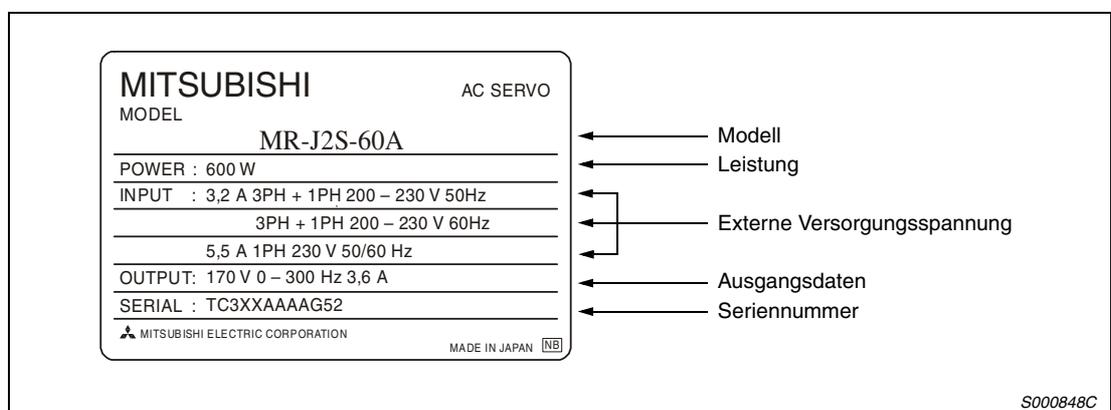 MITSUBISHI AC SERVO
MODEL
MR-J2S-60A
POWER : 600 W
INPUT : 3,2 A 3PH + 1PH 200 – 230 V 50Hz
3PH + 1PH 200 – 230 V 60Hz
5,5 A 1PH 230 V 50/60 Hz
OUTPUT: 170 V 0 – 300 Hz 3,6 A
SERIAL : TC3XXAAAAG52
MITSUBISHI ELECTRIC CORPORATION
MADE IN JAPAN NB
Modell
Leistung
Externe Versorgungsspannung
Ausgangsdaten
Seriennummer
S000848C